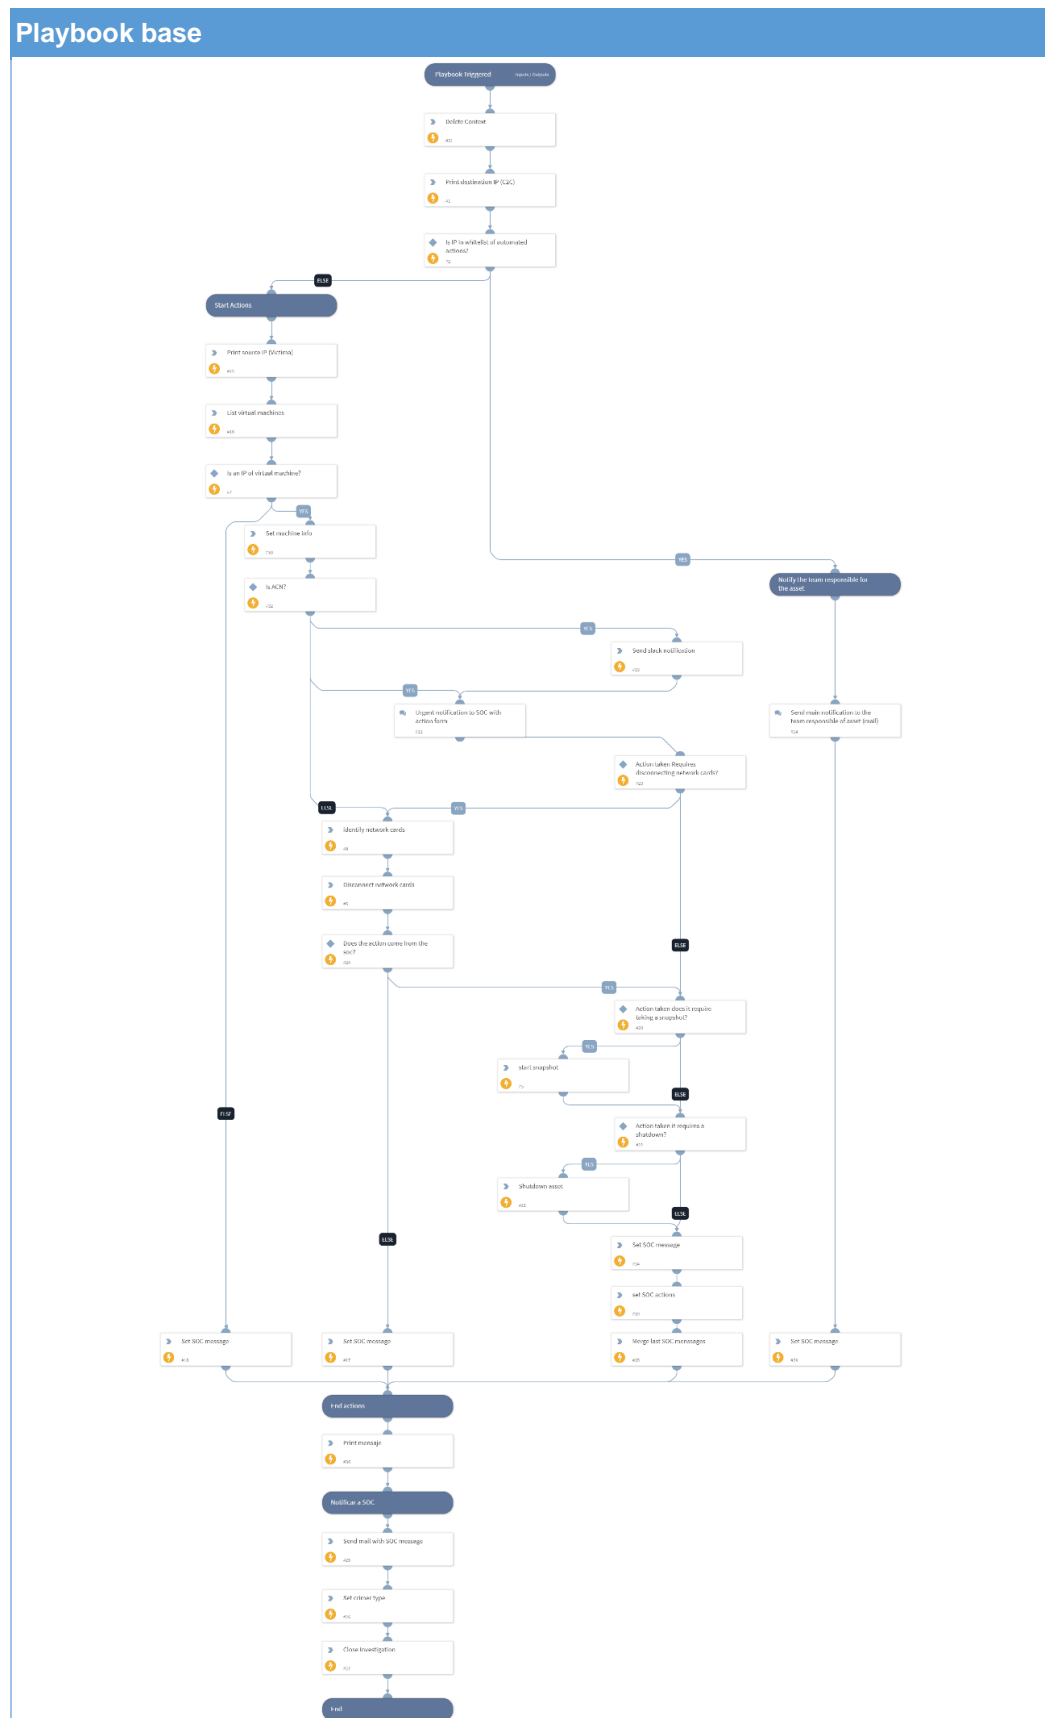 Playbook base
Playbook Triggered
Inputs / Outputs
Delete Context
Print destination IP (C2C)
Is IP in whitelist of automated
actions?
ELSE
Start Actions
Print source IP (Victima)
List virtual machines
Is an IP of virtual machine?
YES
Set machine info
YES
Notify the team responsible for
the asset
Is ACN?
YES
Send slack notification
YES
Urgent notification to SOC with
action form
Send main notification to the
team responsible of asset (mail)
Action taken Requires
disconnecting network cards?
ELSE
YES
identify network cards
Disconnect network cards
Does the action come from the
soc?
ELSE
YES
Action taken does it require
taking a snapshot?
YES
start snapshot
ELSE
ELSE
Action taken it requires a
shutdown?
YES
Shutdown asset
ELSE
ELSE
Set SOC message
set SOC actions
Set SOC message
Set SOC message
Merge last SOC menssages
Set SOC message
End actions
Print mensaje
Notificar a SOC
Send mail with SOC message
Close Investigation
End